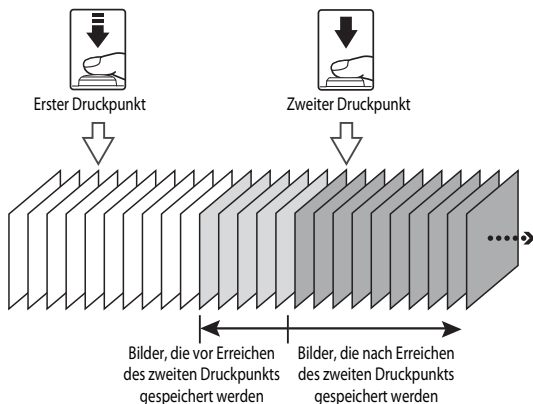 Erster Druckpunkt
Zweiter Druckpunkt
Bilder, die vor Erreichen
des zweiten Druckpunkts
gespeichert werden
Bilder, die nach Erreichen
des zweiten Druckpunkts
gespeichert werden